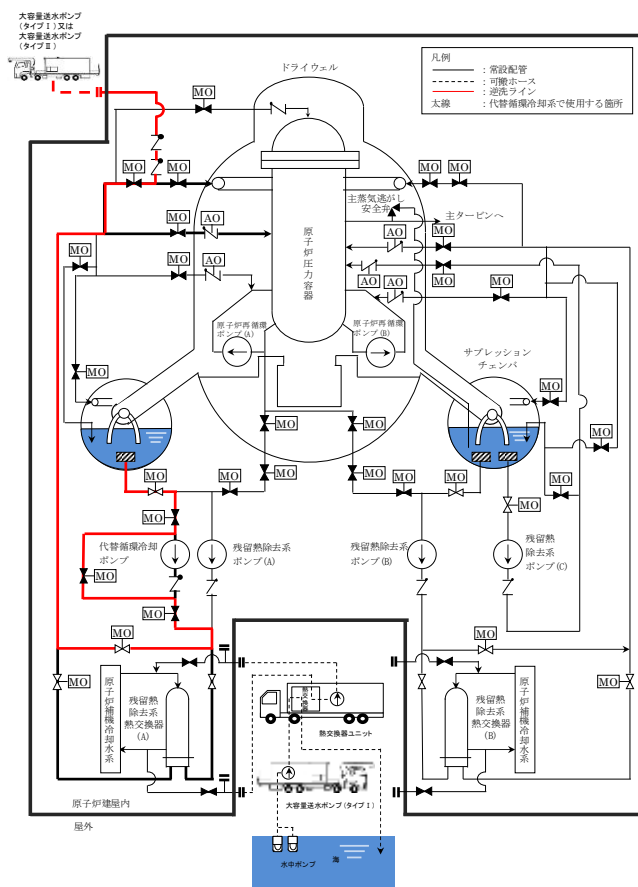 大容量送水ポンプ
(タイプⅠ)又は
大容量送水ポンプ
(タイプⅡ)
凡例
：常設配管
：可搬ホース
：逆洗ライン
太線　：代替循環冷却系で使用する箇所
ドライウェル
MO
MO
MO
MO
MO
主蒸気逃がし
安全弁
主タービンへ
MO
AO
AO
MO
原子炉圧力容器
MO
MO
AO
AO
AO
MO
MO
原子炉再循環
ポンプ(A)
原子炉再循環
ポンプ(B)
サプレッション
チェンバ
MO
MO
MO
MO
MO
MO
MO
MO
MO
MO
MO
MO
MO
MO
代替循環冷却
ポンプ
残留熱除去系
ポンプ(A)
残留熱除去系
ポンプ(B)
残留熱
除去系
ポンプ(C)
MO
MO
MO
MO
MO
MO
原子炉補機冷却水系
残留熱
除去系
熱交換器
(A)
熱交換器
熱交換器ユニット
残留熱
除去系
熱交換器
(B)
原子炉補機冷却水系
大容量送水ポンプ(タイプⅠ)
原子炉建屋内
屋外
水中ポンプ
海